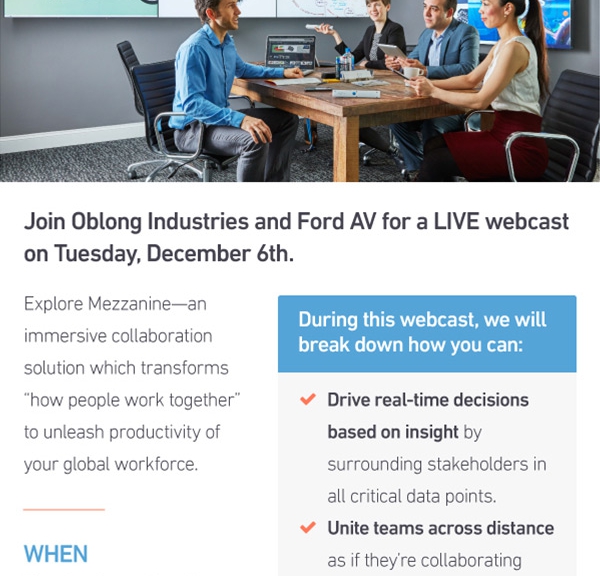 Join Oblong Industries and Ford AV for a LIVE webcast
on Tuesday, December 6th.
Explore Mezzanine—an
immersive collaboration
solution which transforms
“how people work together”
to unleash productivity of
your global workforce.
WHEN
During this webcast, we will
break down how you can:
Drive real-time decisions
based on insight by
surrounding stakeholders in
all critical data points.
Unite teams across distance
as if they're collaborating